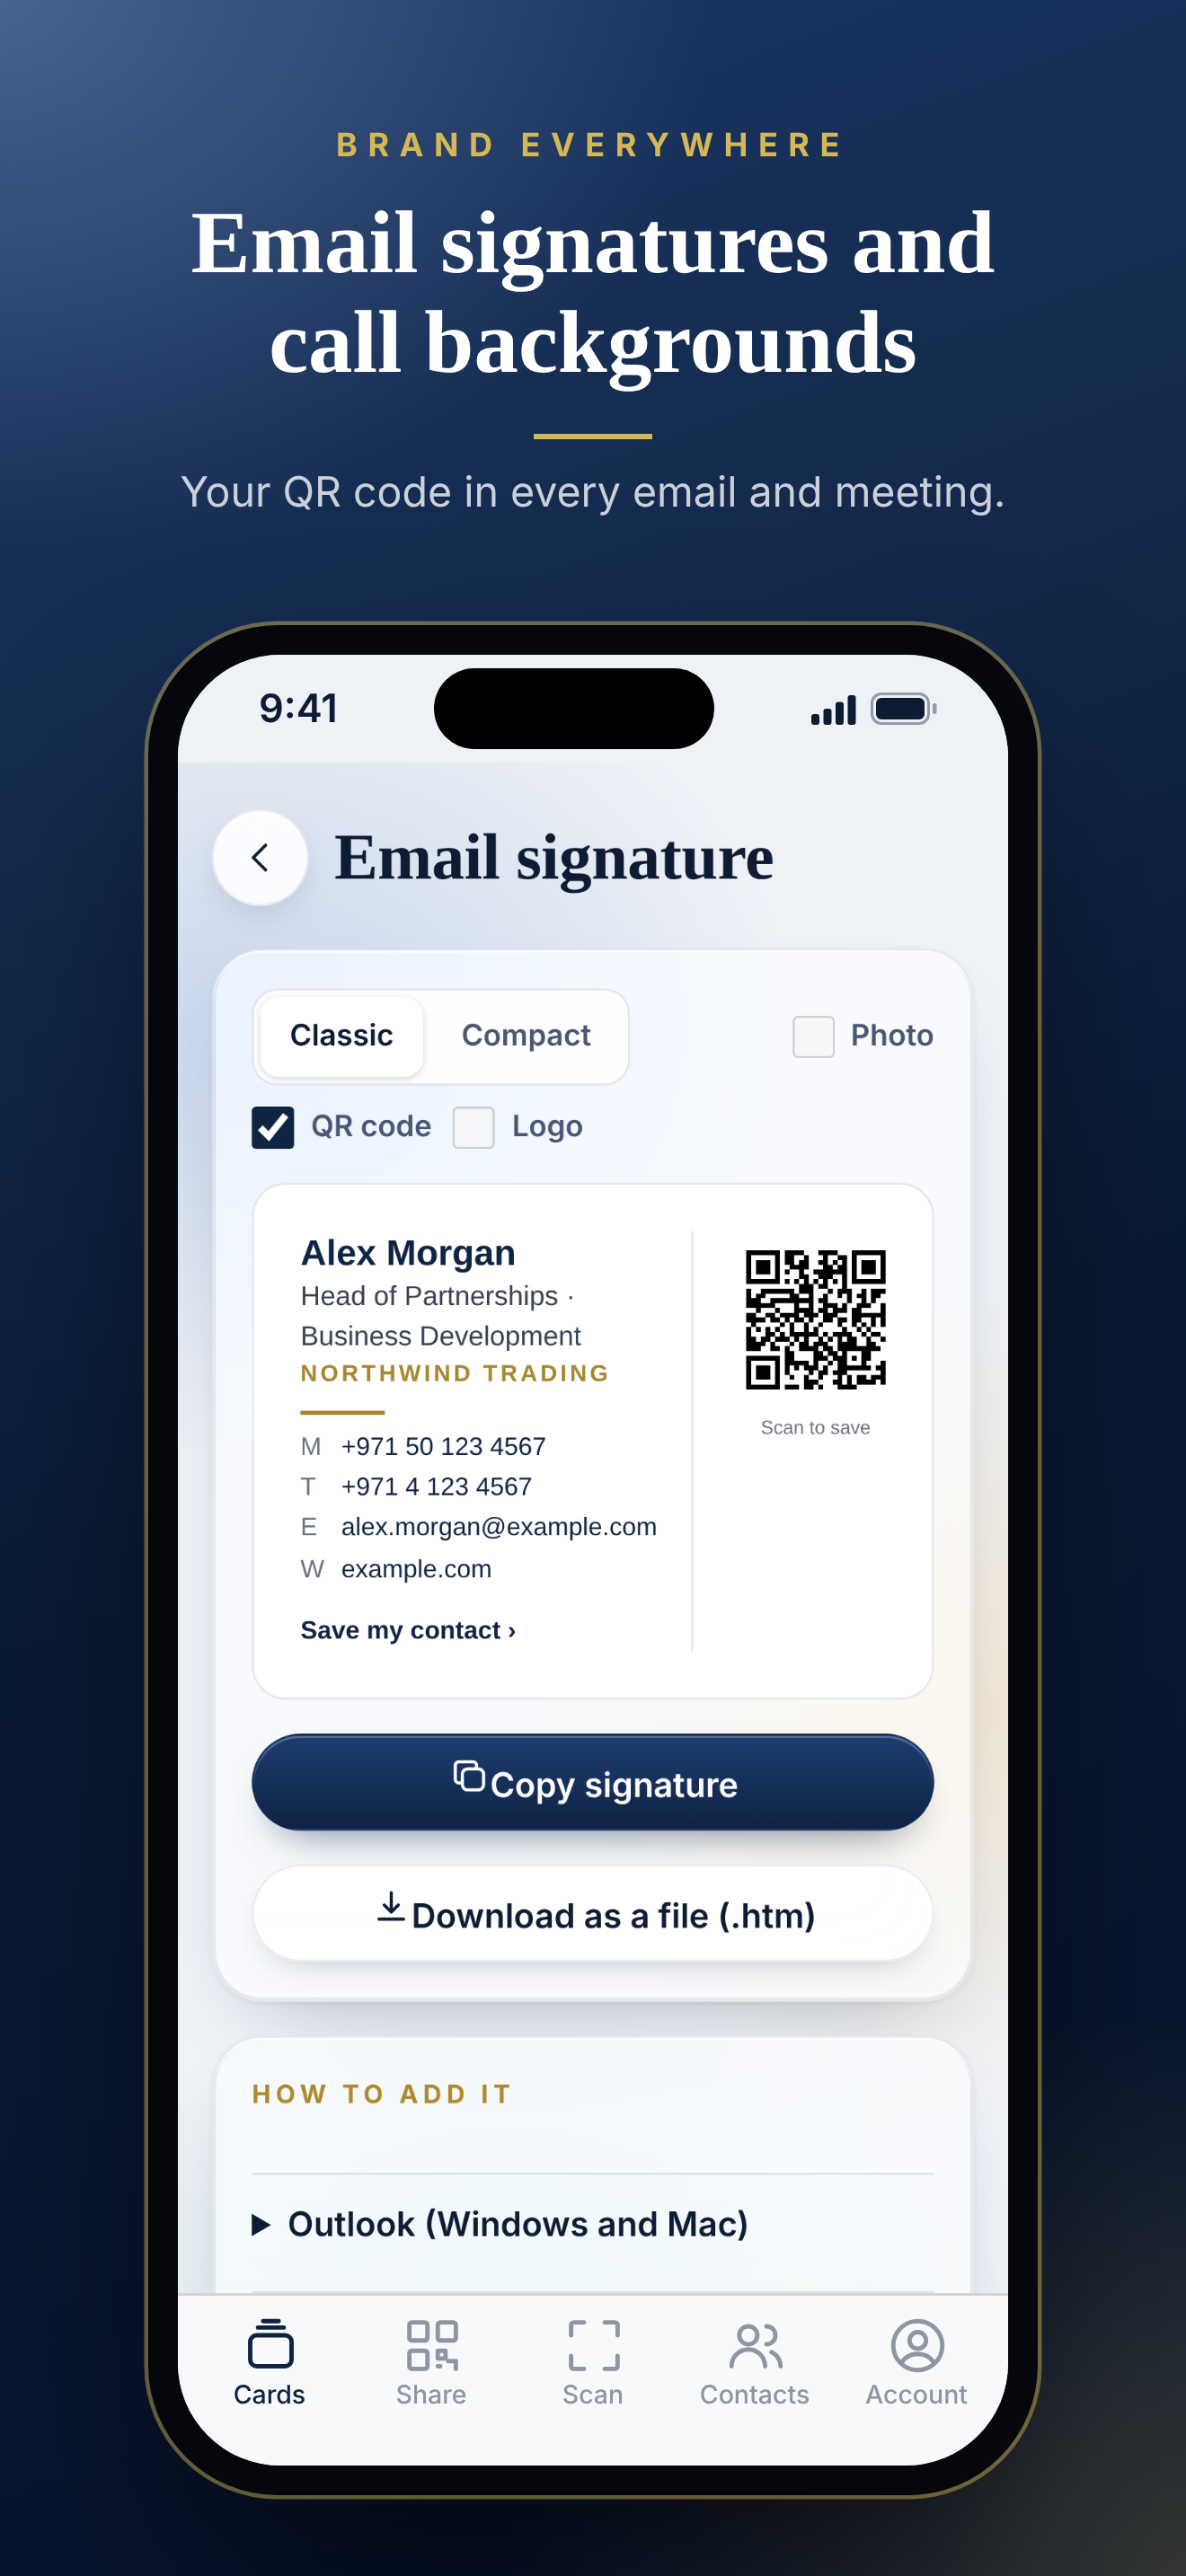 BRAND EVERYWHERE
Email signatures and
call backgrounds
Your QR code in every email and meeting.
9:41
Email signature
Classic
Compact
Photo
QR code
Logo
Alex Morgan
Head of Partnerships ·
Business Development
NORTHWIND TRADING
M +971 50 123 4567
T +971 4 123 4567
E alex.morgan@example.com
W example.com
Save my contact ›
Scan to save
Copy signature
Download as a file (.htm)
HOW TO ADD IT
Outlook (Windows and Mac)
Cards
Share
Scan
Contacts
Account